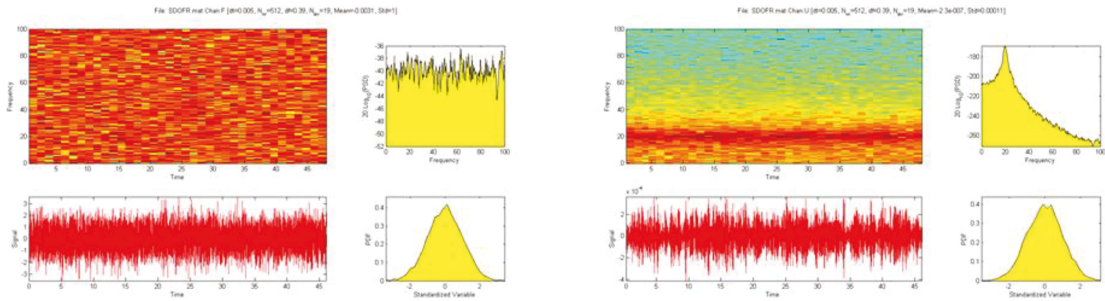 File: SDOFR.mat Chan F [dt=0.005, Nw=512, df=0.39, Nav=19, Mean=-0.0031, Std=1]
File: SDOFR.mat Chan U [dt=0.005, Nw=512, df=0.39, Nav=19, Mean=-2.3e-007, Std=0.00011]
Frequency
100
80
60
40
20
0
5 10 15 20 25 30 35 40 45
Time
20 Log10(PSD)
-36
-38
-40
-42
-44
-46
-48
-50
-52
0 20 40 60 80 100
Frequency
Frequency
100
80
60
40
20
0
5 10 15 20 25 30 35 40 45
Time
20 Log10(PSD)
-180
-200
-220
-240
-260
0 20 40 60 80 100
Frequency
Signal
3
2
1
0
-1
-2
-3
0 5 10 15 20 25 30 35 40 45
Time
PDF
0.4
0.3
0.2
0.1
0
-2 0 2
Standardized Variable
Signal
x 10
2
0
-2
-4
0 5 10 15 20 25 30 35 40 45
Time
PDF
0.4
0.3
0.2
0.1
0
-2 0 2
Standardized Variable